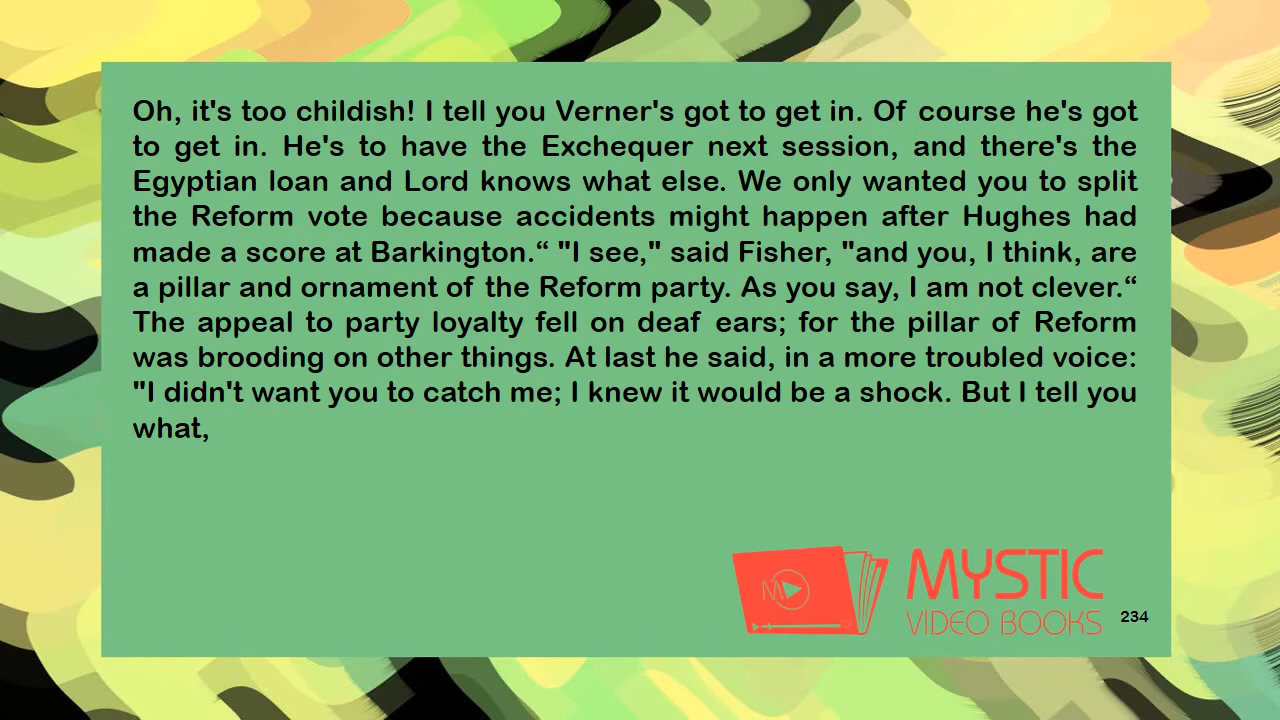 Oh, it's too childish! I tell you Verner's got to get in. Of course he's got
to get in. He's to have the Exchequer next session, and there's the
Egyptian loan and Lord knows what else. We only wanted you to split
the Reform vote because accidents might happen after Hughes had
made a score at Barkington.“ "I see," said Fisher, "and you, I think, are
a pillar and ornament of the Reform party. As you say, I am not clever.“
The appeal to party loyalty fell on deaf ears; for the pillar of Reform
was brooding on other things. At last he said, in a more troubled voice:
"I didn't want you to catch me; I knew it would be a shock. But I tell you
what,
M
MYSTIC
VIDEO BOOKS
234